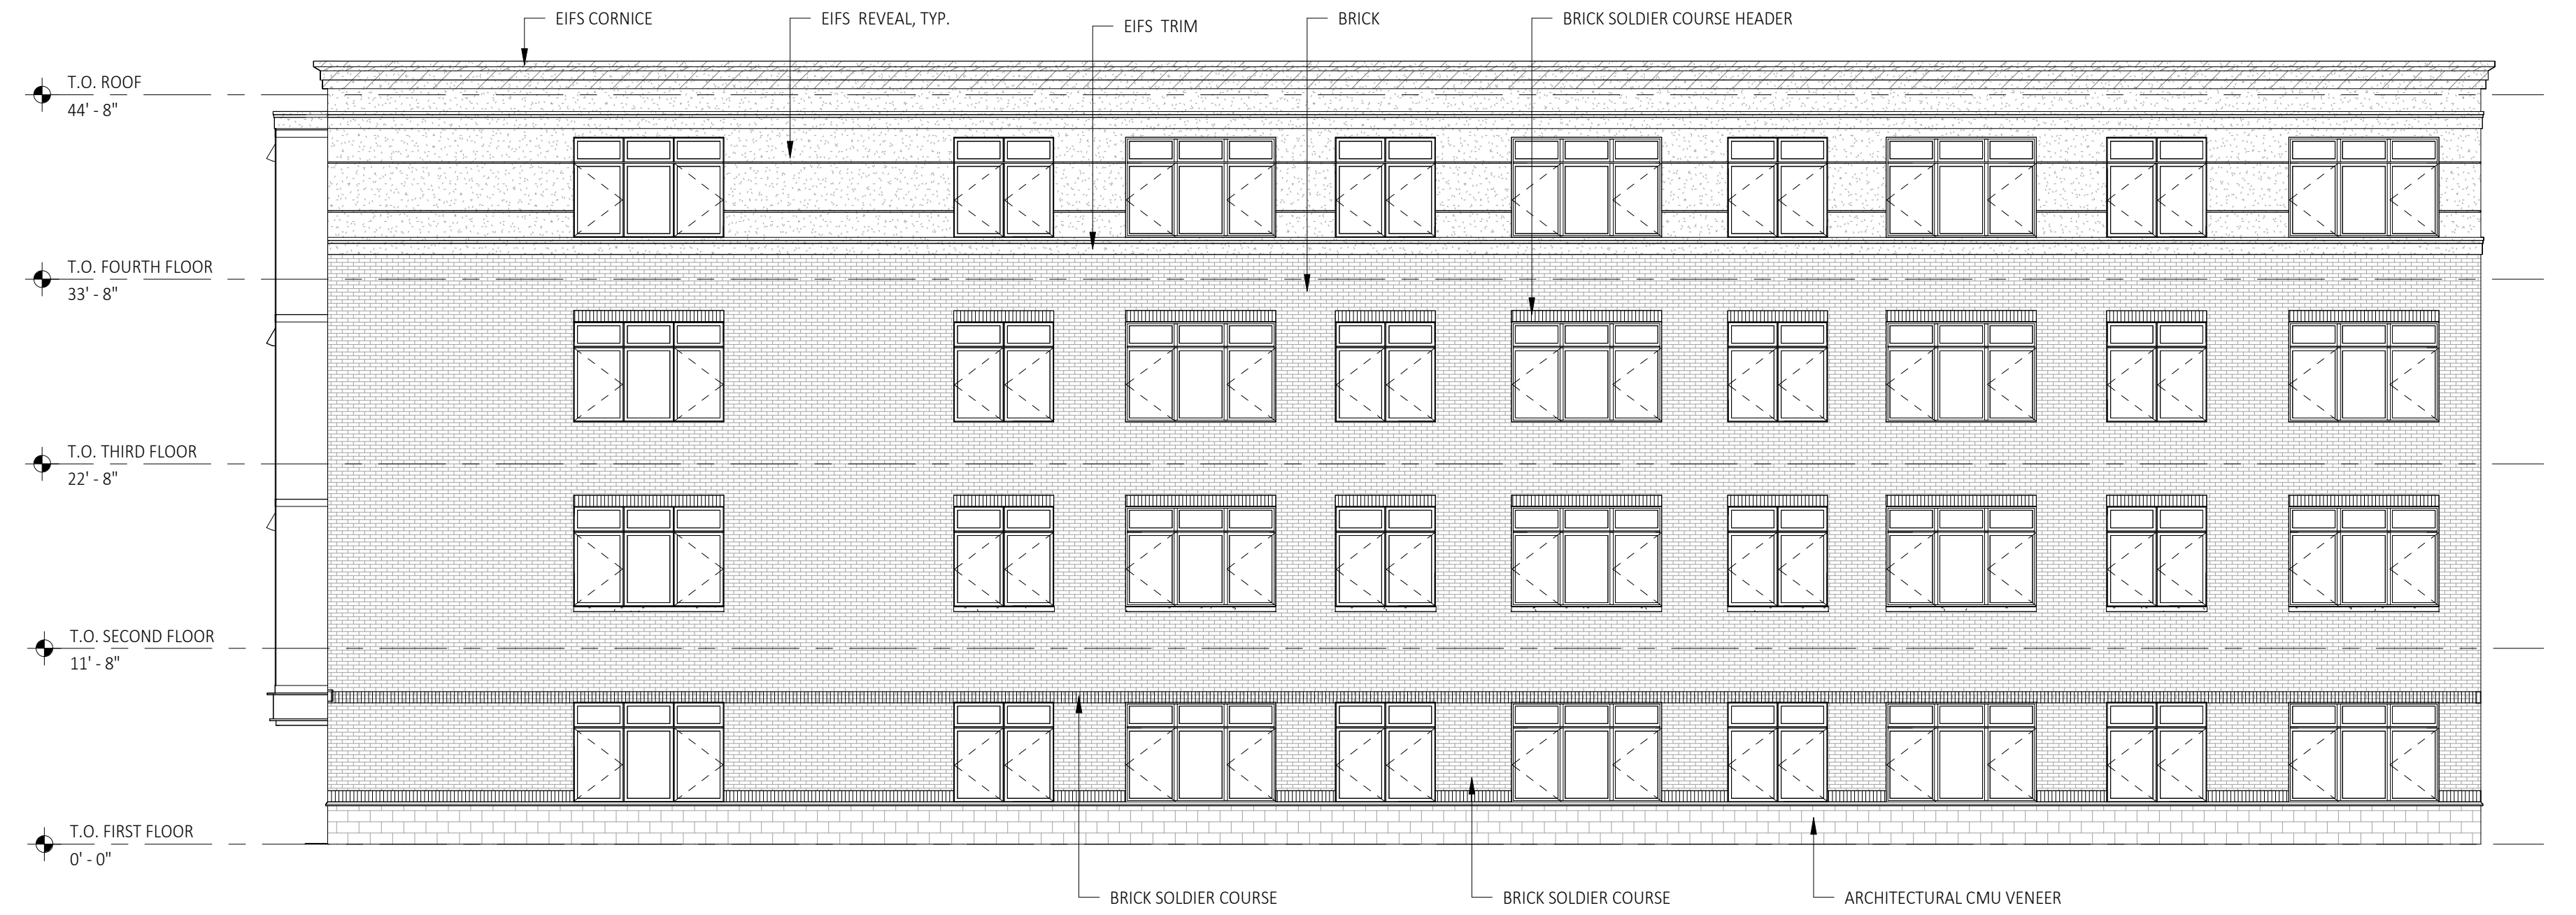 EIFS CORNICE
EIFS REVEAL, TYP.
EIFS TRIM
BRICK
BRICK SOLDIER COURSE HEADER
T.O. ROOF
44' - 8"
T.O. FOURTH FLOOR
33' - 8"
T.O. THIRD FLOOR
22' - 8"
T.O. SECOND FLOOR
11' - 8"
T.O. FIRST FLOOR
0' - 0"
BRICK SOLDIER COURSE
BRICK SOLDIER COURSE
ARCHITECTURAL CMU VENEER